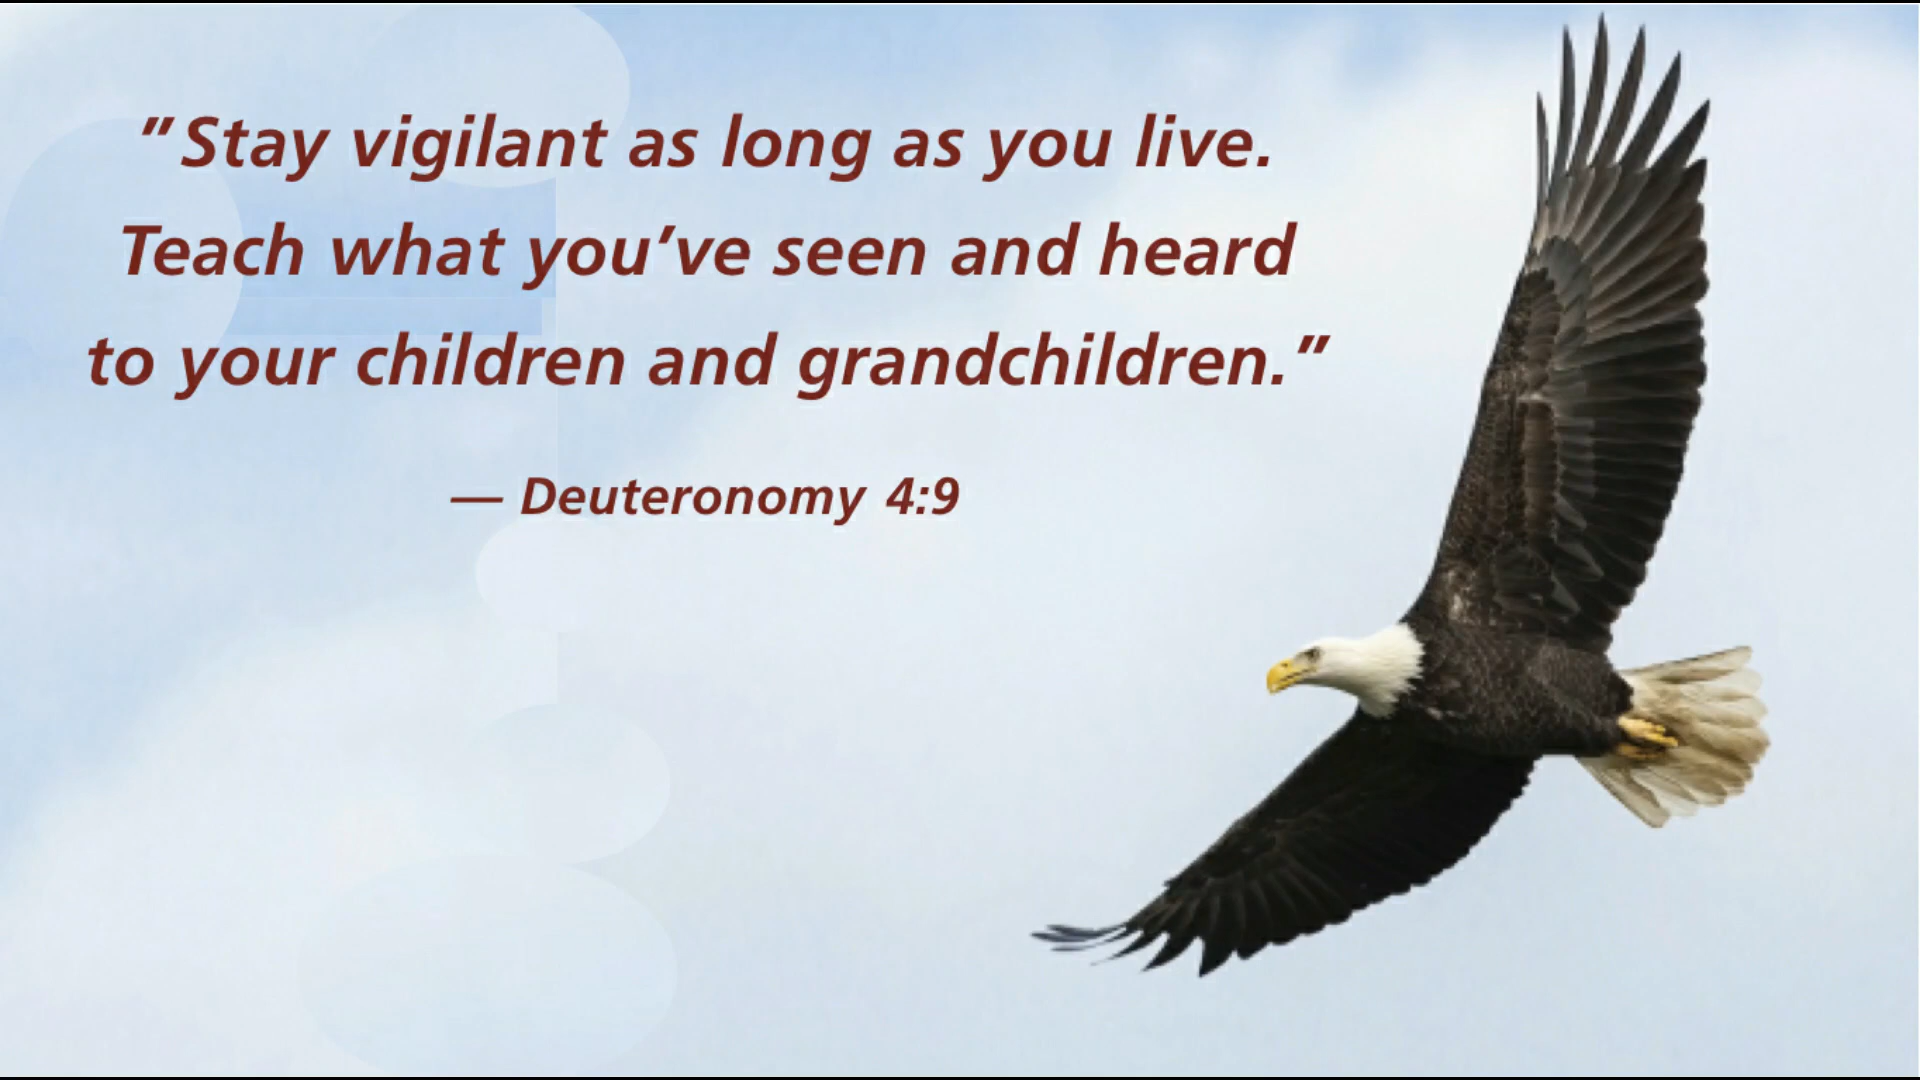 "Stay vigilant as long as you live.
Teach what you’ve seen and heard
to your children and grandchildren.”
— Deuteronomy 4:9